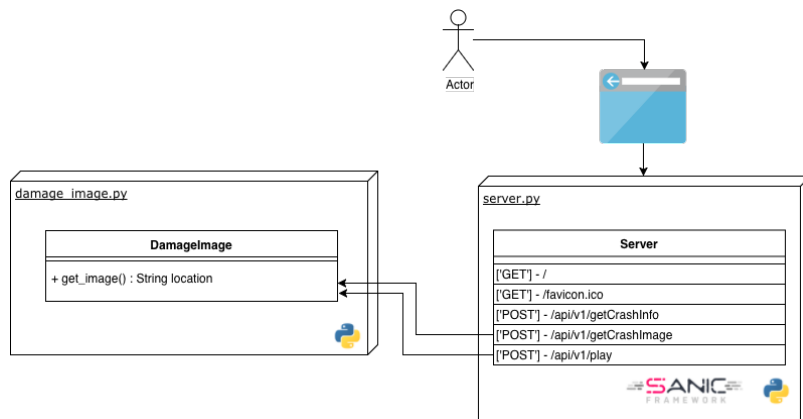 Actor
damage_image.py
DamageImage
+ get_image() : String location
server.py
Server
['GET'] - /
['GET'] - /favicon.ico
['POST'] - /api/v1/getCrashInfo
['POST'] - /api/v1/getCrashImage
['POST'] - /api/v1/play
SANIC
FRAMEWORK